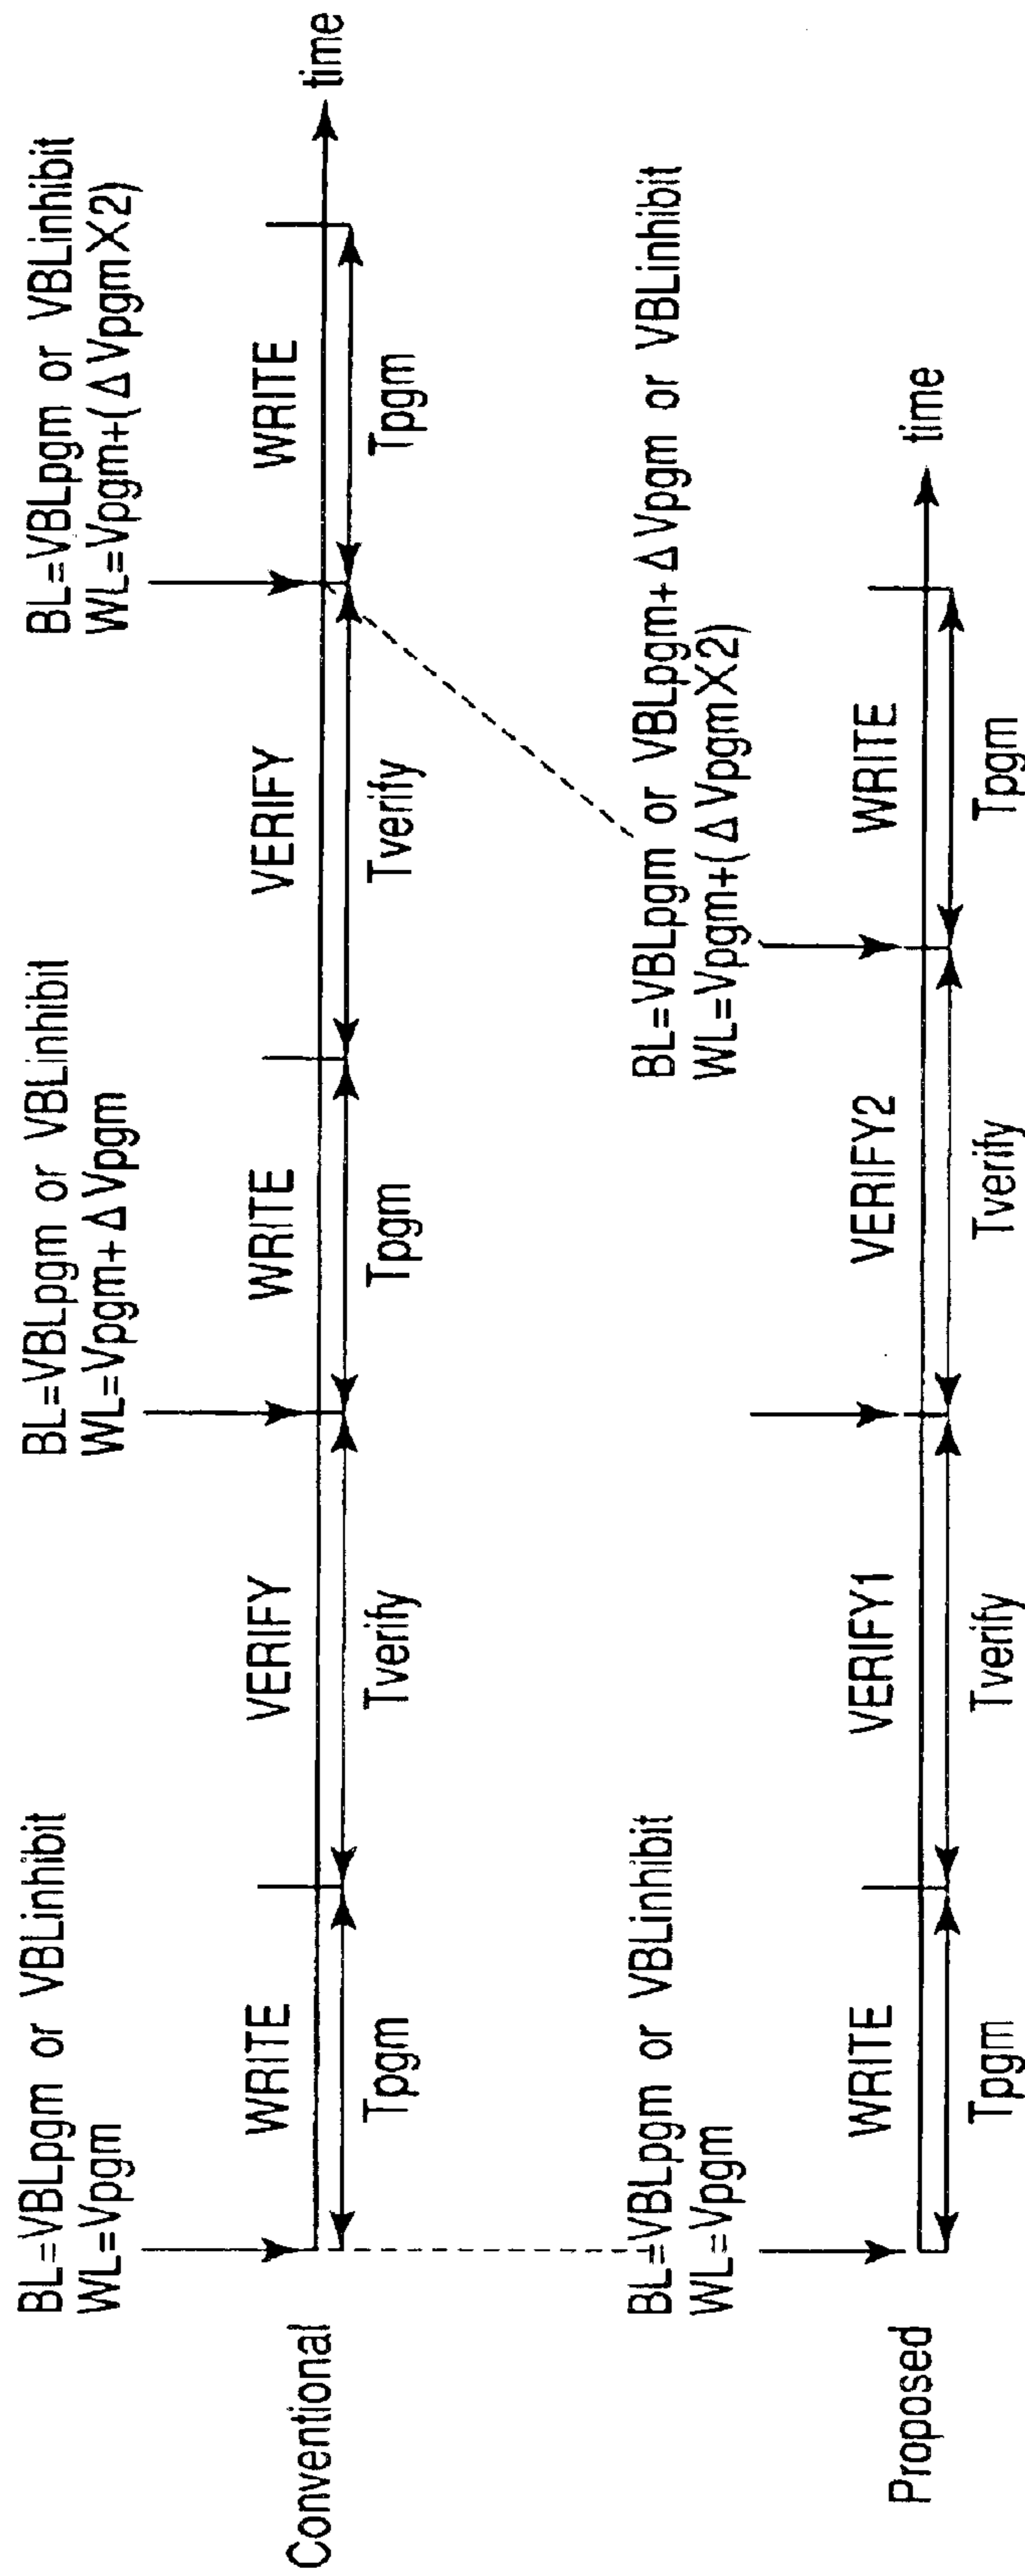 BL=VBLpgm or VBLinhibit
WL=Vpgm
BL=VBLpgm or VBLinhibit
WL=Vpgm+ΔVpgm
BL=VBLpgm or VBLinhibit
WL=Vpgm+(ΔVpgm×2)
Conventional
WRITE
VERIFY
WRITE
VERIFY
WRITE
time
Tpgm
Tverify
Tpgm
Tverify
Tpgm
BL=VBLpgm or VBLinhibit
WL=Vpgm
BL=VBLpgm or VBLpgm+ΔVpgm or VBLinhibit
WL=Vpgm+(ΔVpgm×2)
Proposed
WRITE
VERIFY1
VERIFY2
WRITE
time
Tpgm
Tverify
Tverify
Tpgm